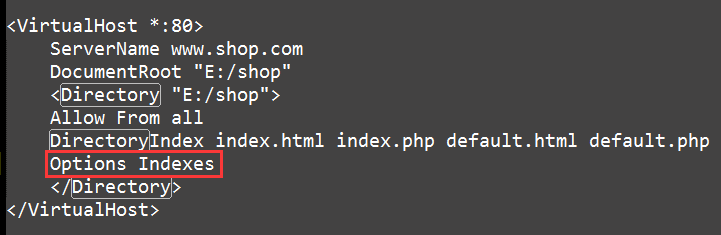 <VirtualHost *:80>
ServerName www.shop.com
DocumentRoot "E:/shop"
<Directory "E:/shop">
Allow From all
DirectoryIndex index.html index.php default.html default.php
Options Indexes
</Directory>
</VirtualHost>